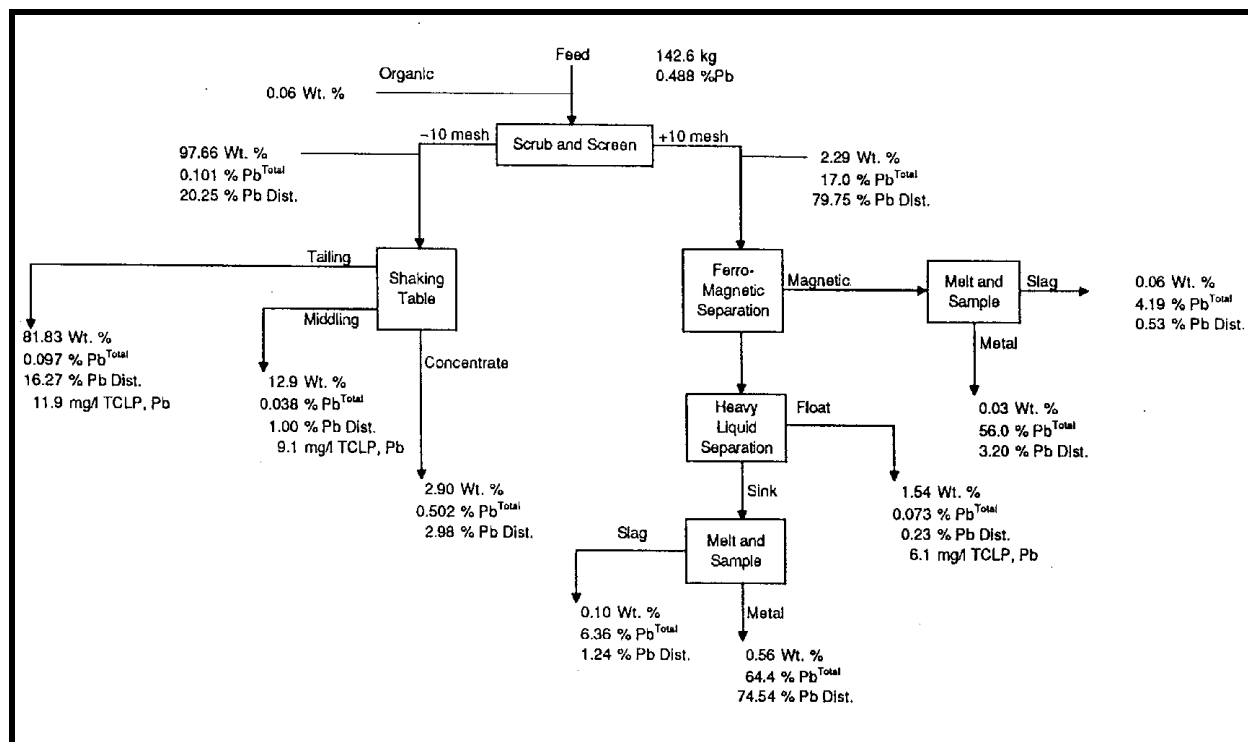 Feed
142.6 kg
0.488 %Pb
Organic
0.06 Wt. %
−10 mesh
Scrub and Screen
+10 mesh
97.66 Wt. %
0.101 % Pb^Total
20.25 % Pb Dist.
2.29 Wt. %
17.0 % Pb^Total
79.75 % Pb Dist.
Tailing
Shaking
Table
Middling
Concentrate
Ferro-
Magnetic
Separation
Magnetic
Melt and
Sample
Slag
0.06 Wt. %
4.19 % Pb^Total
0.53 % Pb Dist.
Metal
81.83 Wt. %
0.097 % Pb^Total
16.27 % Pb Dist.
11.9 mg/l TCLP, Pb
12.9 Wt. %
0.038 % Pb^Total
1.00 % Pb Dist.
9.1 mg/l TCLP, Pb
0.03 Wt. %
56.0 % Pb^Total
3.20 % Pb Dist.
Heavy
Liquid
Separation
Float
Sink
2.90 Wt. %
0.502 % Pb^Total
2.98 % Pb Dist.
1.54 Wt. %
0.073 % Pb^Total
0.23 % Pb Dist.
6.1 mg/l TCLP, Pb
Slag
Melt and
Sample
Metal
0.10 Wt. %
6.36 % Pb^Total
1.24 % Pb Dist.
0.56 Wt. %
64.4 % Pb^Total
74.54 % Pb Dist.